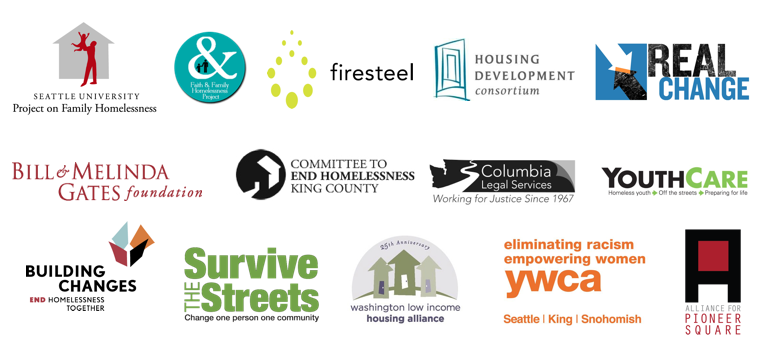 SEATTLE UNIVERSITY
Project on Family Homelessness
&
Faith & Family
Homelessness
Project
firesteel
HOUSING
DEVELOPMENT
consortium
REAL
CHANGE
BILL & MELINDA
GATES foundation
COMMITTEE TO
END HOMELESSNESS
KING COUNTY
Columbia
Legal Services
Working for Justice Since 1967
YOUTHCARE
Homeless youth Off the streets Preparing for life
BUILDING
CHANGES
END HOMELESSNESS
TOGETHER
Survive
THE Streets
Change one person one community
25th Anniversary
washington low income
housing alliance
eliminating racism
empowering women
ywca
Seattle | King | Snohomish
A
ALLIANCE FOR
PIONEER
SQUARE